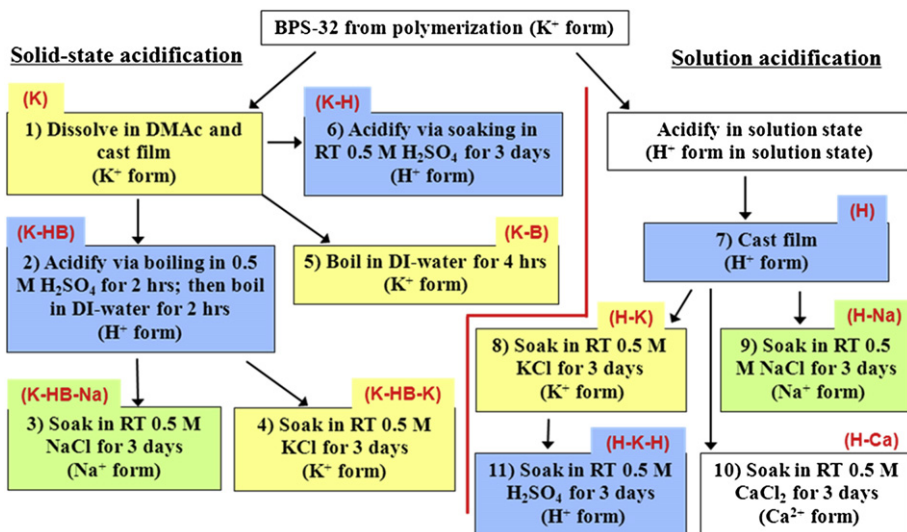 BPS-32 from polymerization (K⁺ form)
Solid-state acidification
Solution acidification
(K)
1) Dissolve in DMAc and
cast film
(K⁺ form)
(K-H)
6) Acidify via soaking in
RT 0.5 M H₂SO₄ for 3 days
(H⁺ form)
Acidify in solution state
(H⁺ form in solution state)
(K-HB)
2) Acidify via boiling in 0.5
M H₂SO₄ for 2 hrs; then boil
in DI-water for 2 hrs
(H⁺ form)
(K-B)
5) Boil in DI-water for 4 hrs
(K⁺ form)
(H)
7) Cast film
(H⁺ form)
(K-HB-Na)
3) Soak in RT 0.5 M
NaCl for 3 days
(Na⁺ form)
(K-HB-K)
4) Soak in RT 0.5 M
KCl for 3 days
(K⁺ form)
(H-K)
8) Soak in RT 0.5 M
KCl for 3 days
(K⁺ form)
(H-Na)
9) Soak in RT 0.5
M NaCl for 3 days
(Na⁺ form)
(H-K-H)
11) Soak in RT 0.5 M
H₂SO₄ for 3 days
(H⁺ form)
(H-Ca)
10) Soak in RT 0.5 M
CaCl₂ for 3 days
(Ca²⁺ form)